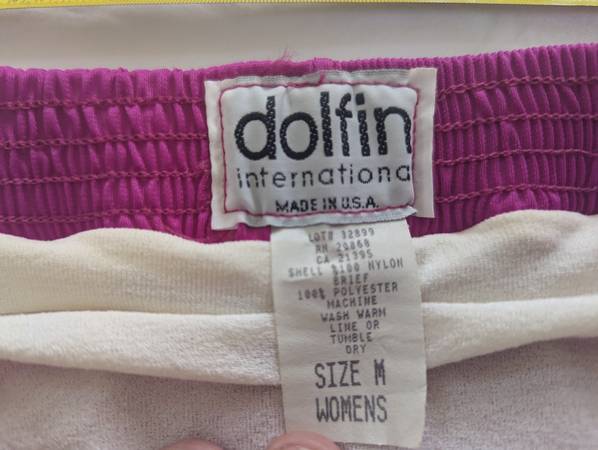 dolfin
internationa
MADE IN U.S.A.
LOT# 32899
RN 29868
CA 21395
SHELL %100 NYLON
BRIEF
100% POLYESTER
MACHINE
WASH WARM
LINE OR
TUMBLE
DRY
SIZE M
WOMENS